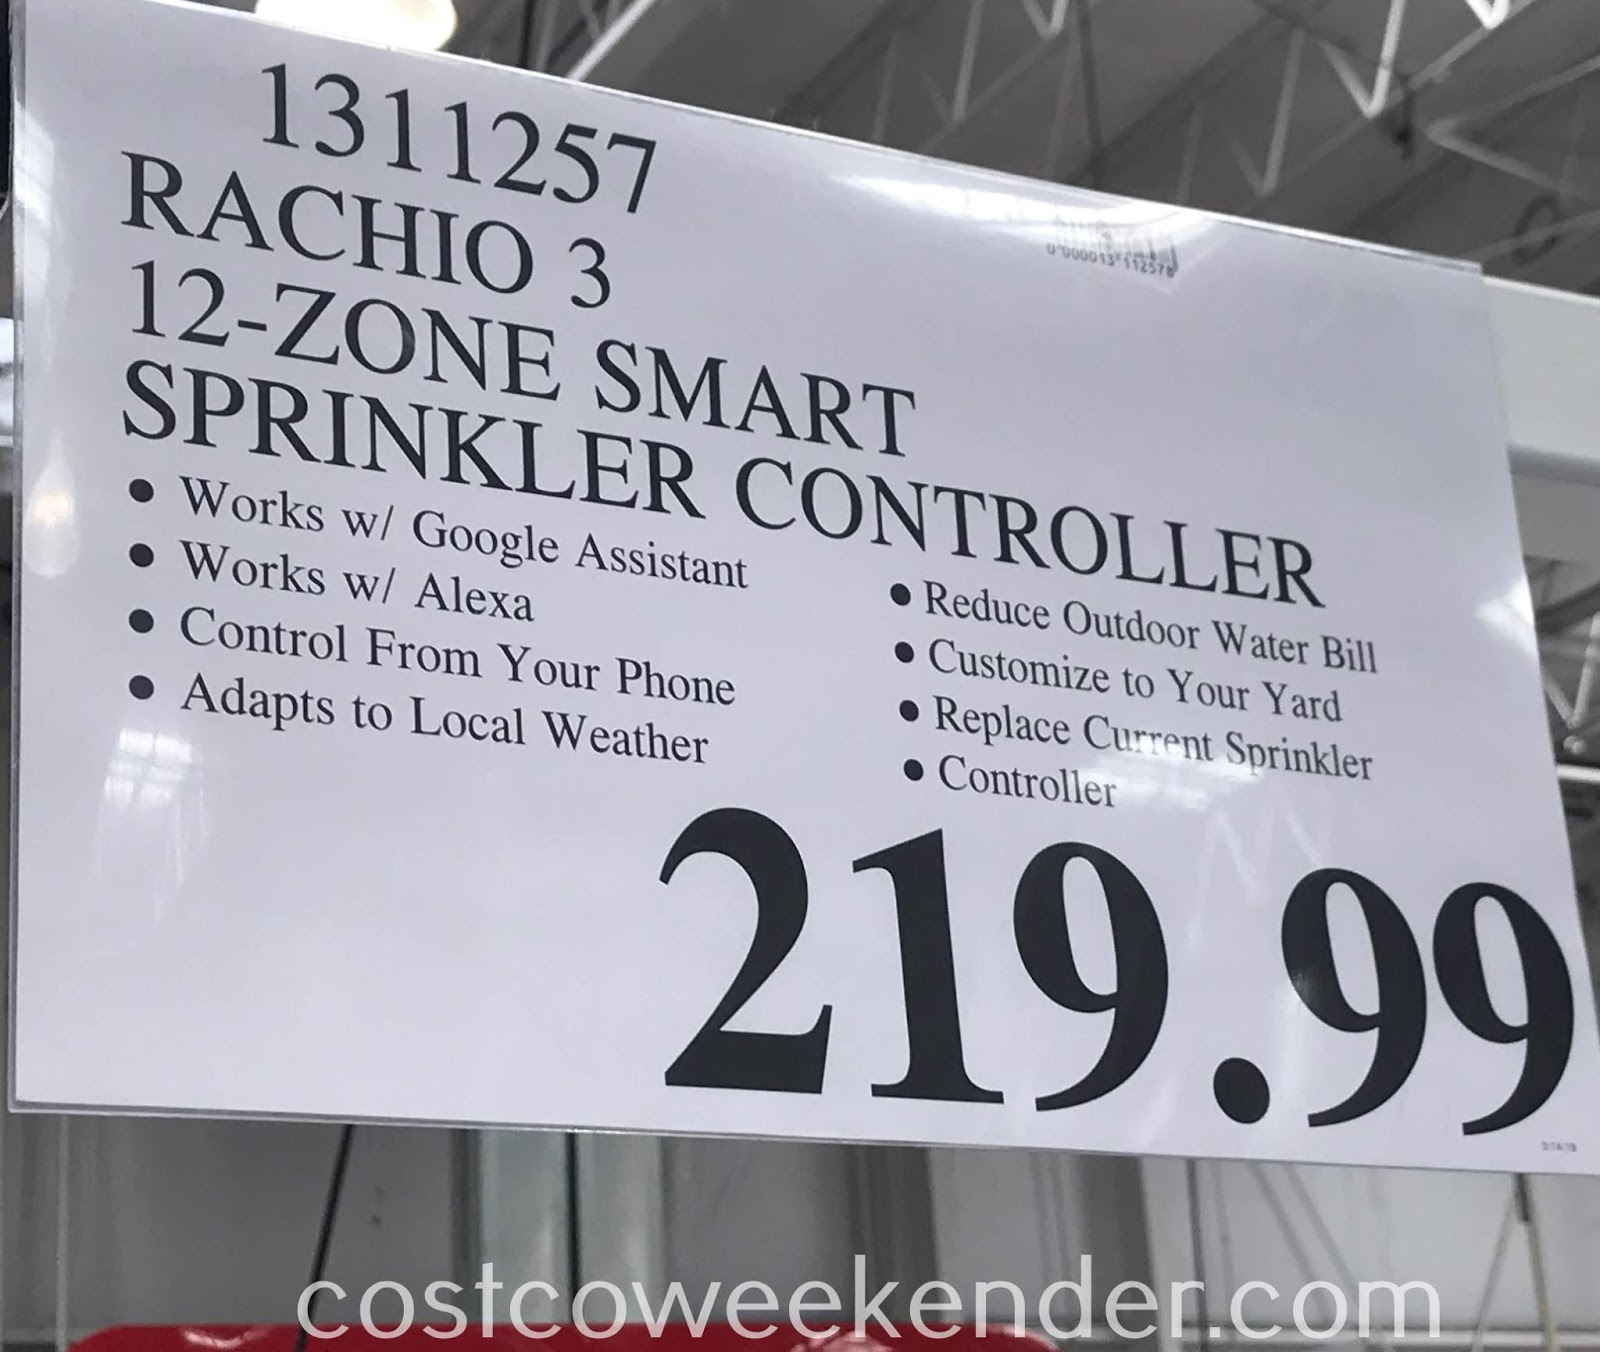 1311257
RACHIO 3
12-ZONE SMART
SPRINKLER CONTROLLER
• Works w/ Google Assistant
• Works w/ Alexa
• Control From Your Phone
• Adapts to Local Weather
• Reduce Outdoor Water Bill
• Customize to Your Yard
• Replace Current Sprinkler
• Controller
219.99
costcoweekender.com